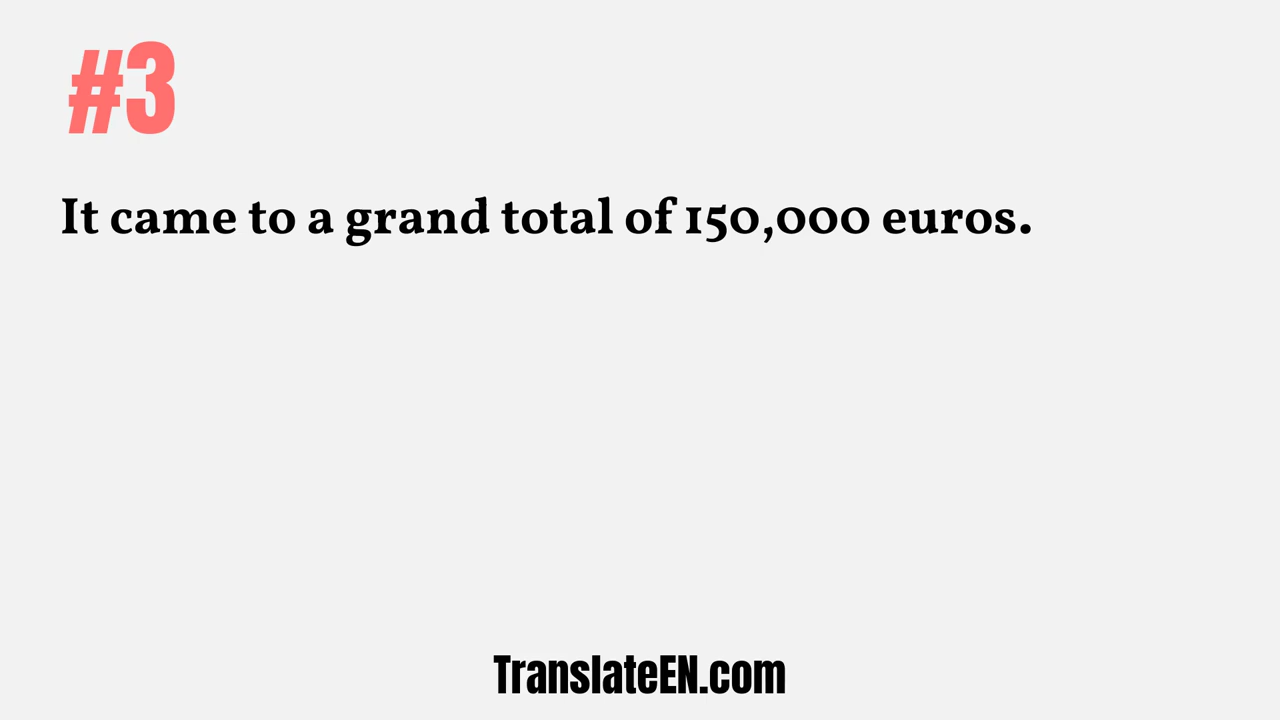 #3
It came to a grand total of 150,000 euros.
TranslateEN.com